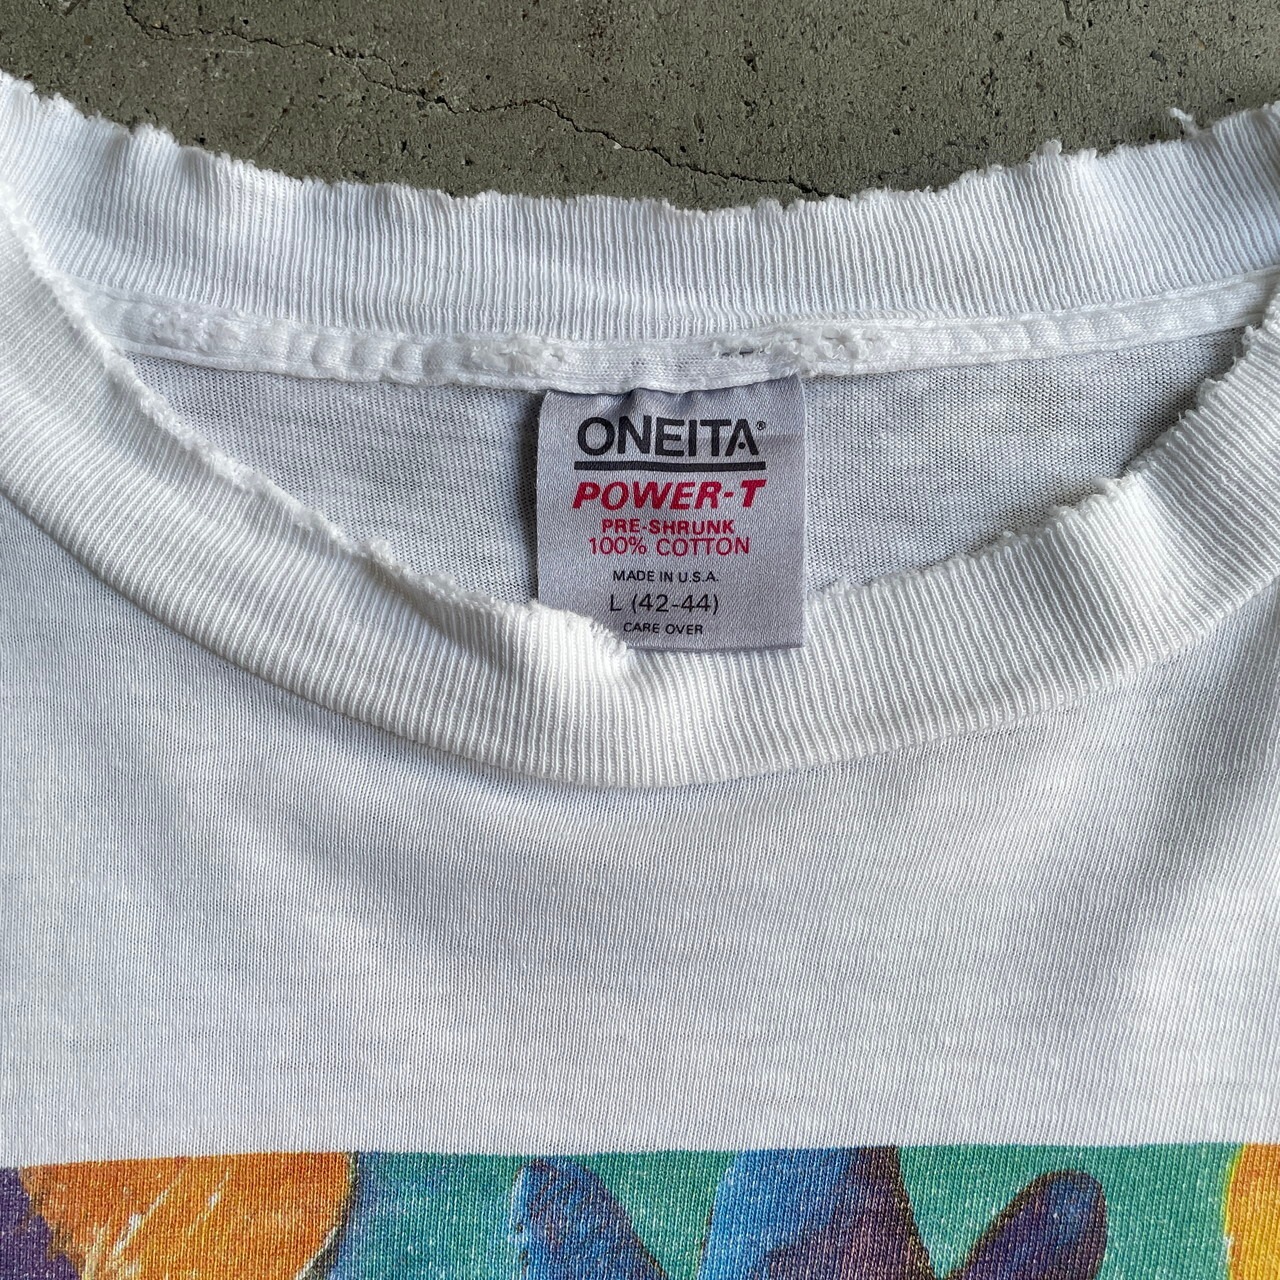 ONEITA®
POWER-T
PRE-SHRUNK
100% COTTON
MADE IN U.S.A.
L (42-44)
CARE OVER